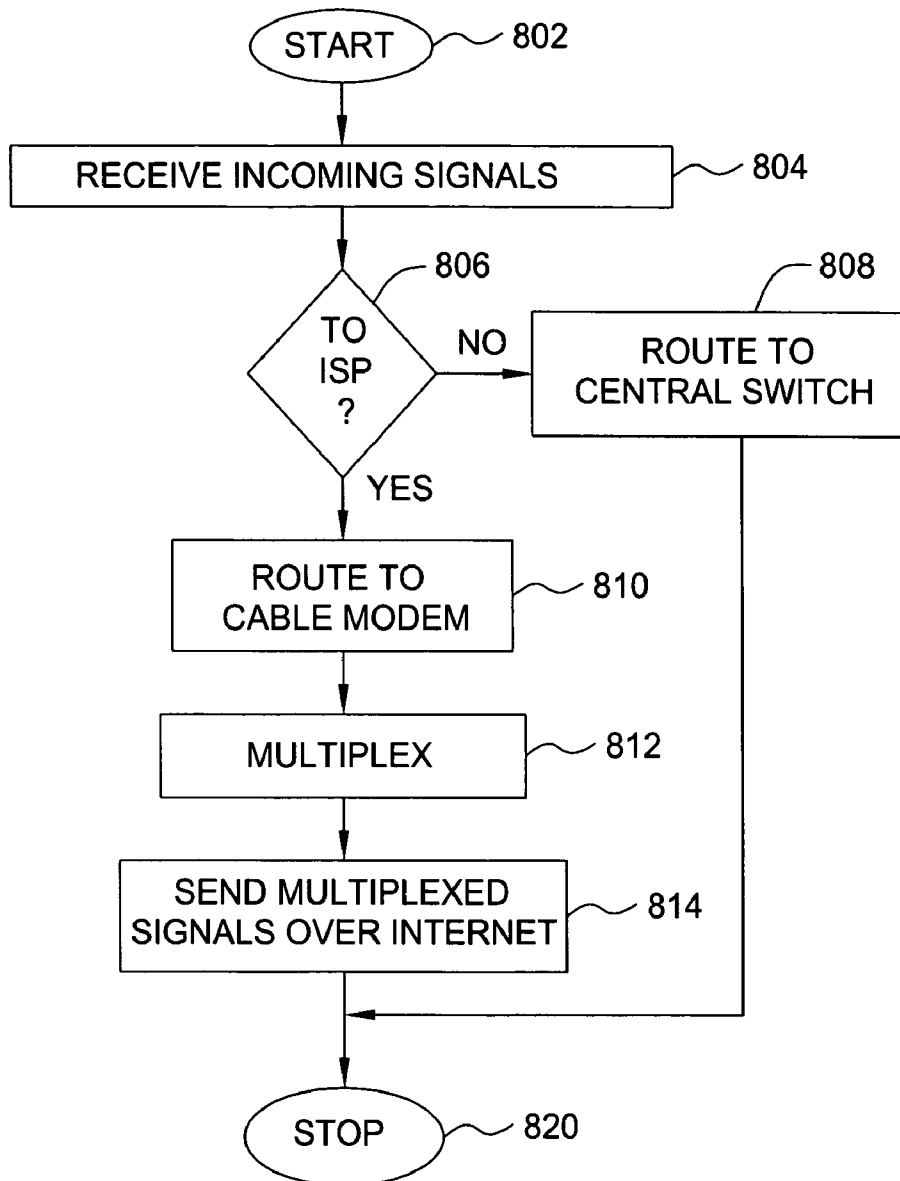 START
802
RECEIVE INCOMING SIGNALS
804
806
TO
ISP
?
NO
808
ROUTE TO
CENTRAL SWITCH
YES
ROUTE TO
CABLE MODEM
810
MULTIPLEX
812
SEND MULTIPLEXED
SIGNALS OVER INTERNET
814
STOP
820